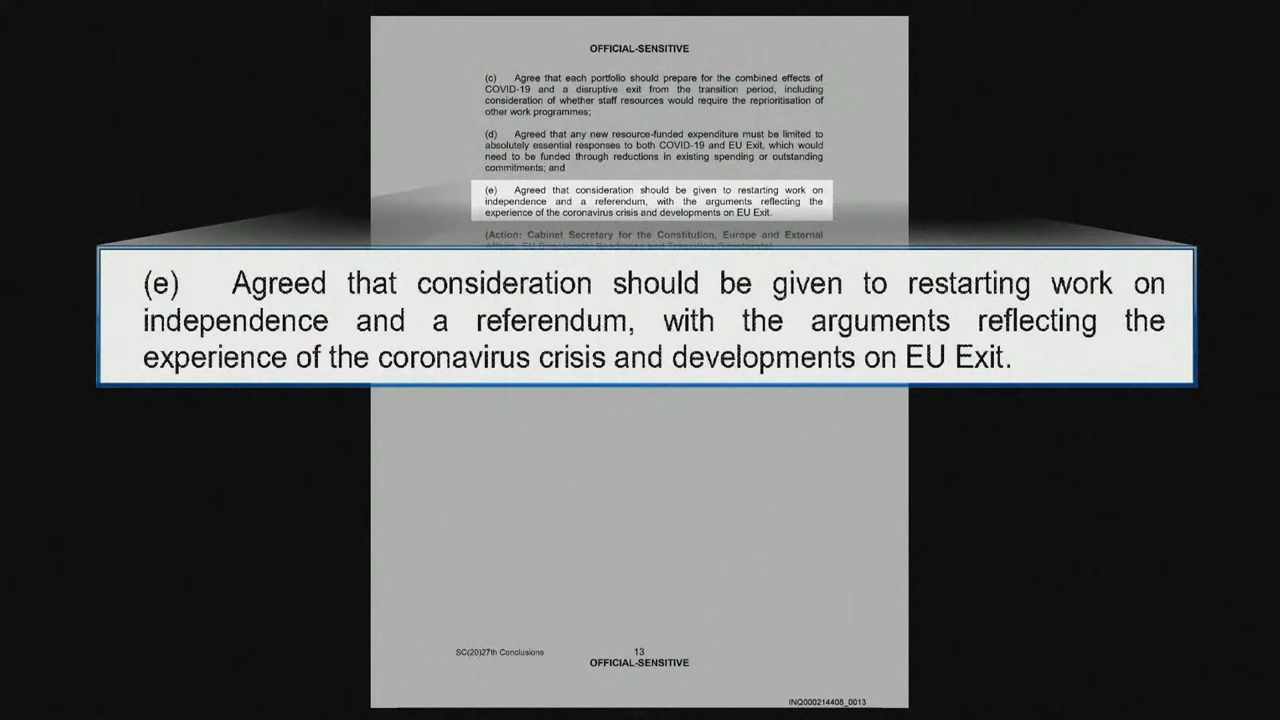 OFFICIAL-SENSITIVE
(c) Agree that each portfolio should prepare for the combined effects of
COVID-19 and a disruptive exit from the transition period, including
consideration of whether staff resources would require the reprioritisation of
other work programmes;
(d) Agreed that any new resource-funded expenditure must be limited to
absolutely essential responses to both COVID-19 and EU Exit, which would
need to be funded through reductions in existing spending or outstanding
commitments; and
(e) Agreed that consideration should be given to restarting work on
independence and a referendum, with the arguments reflecting the
experience of the coronavirus crisis and developments on EU Exit.
(Action: Cabinet Secretary for the Constitution, Europe and External
(e) Agreed that consideration should be given to restarting work on
independence and a referendum, with the arguments reflecting the
experience of the coronavirus crisis and developments on EU Exit.
SC(20)27th Conclusions
13
OFFICIAL-SENSITIVE
INQ000214408_0013